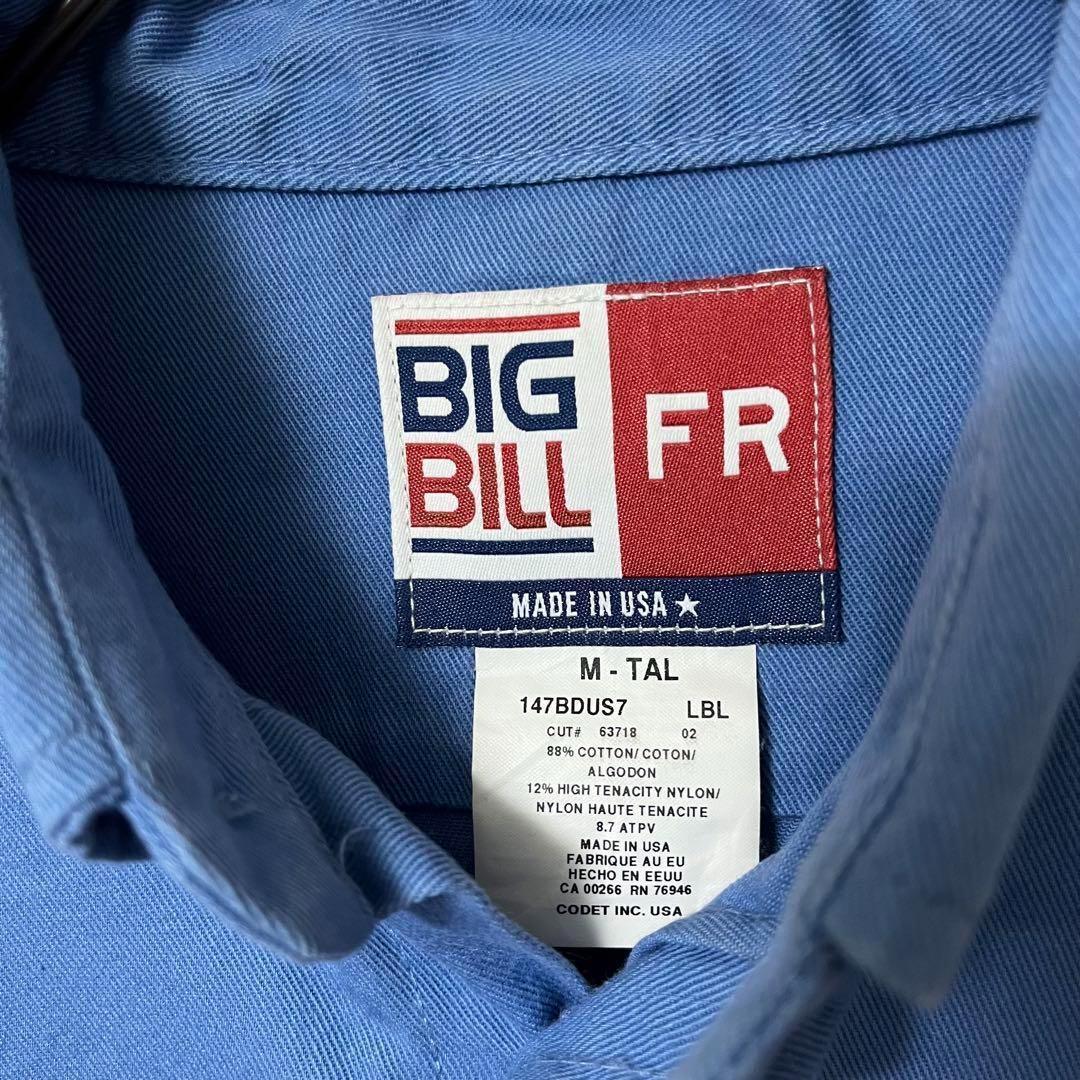 BIG
BILL
FR
MADE IN USA ★
M - TAL
147BDUS7 LBL
CUT# 63718 02
88% COTTON/ COTON/
ALGODON
12% HIGH TENACITY NYLON/
NYLON HAUTE TENACITE
8.7 ATPV
MADE IN USA
FABRIQUE AU EU
HECHO EN EEUU
CA 00266 RN 76946
CODET INC. USA